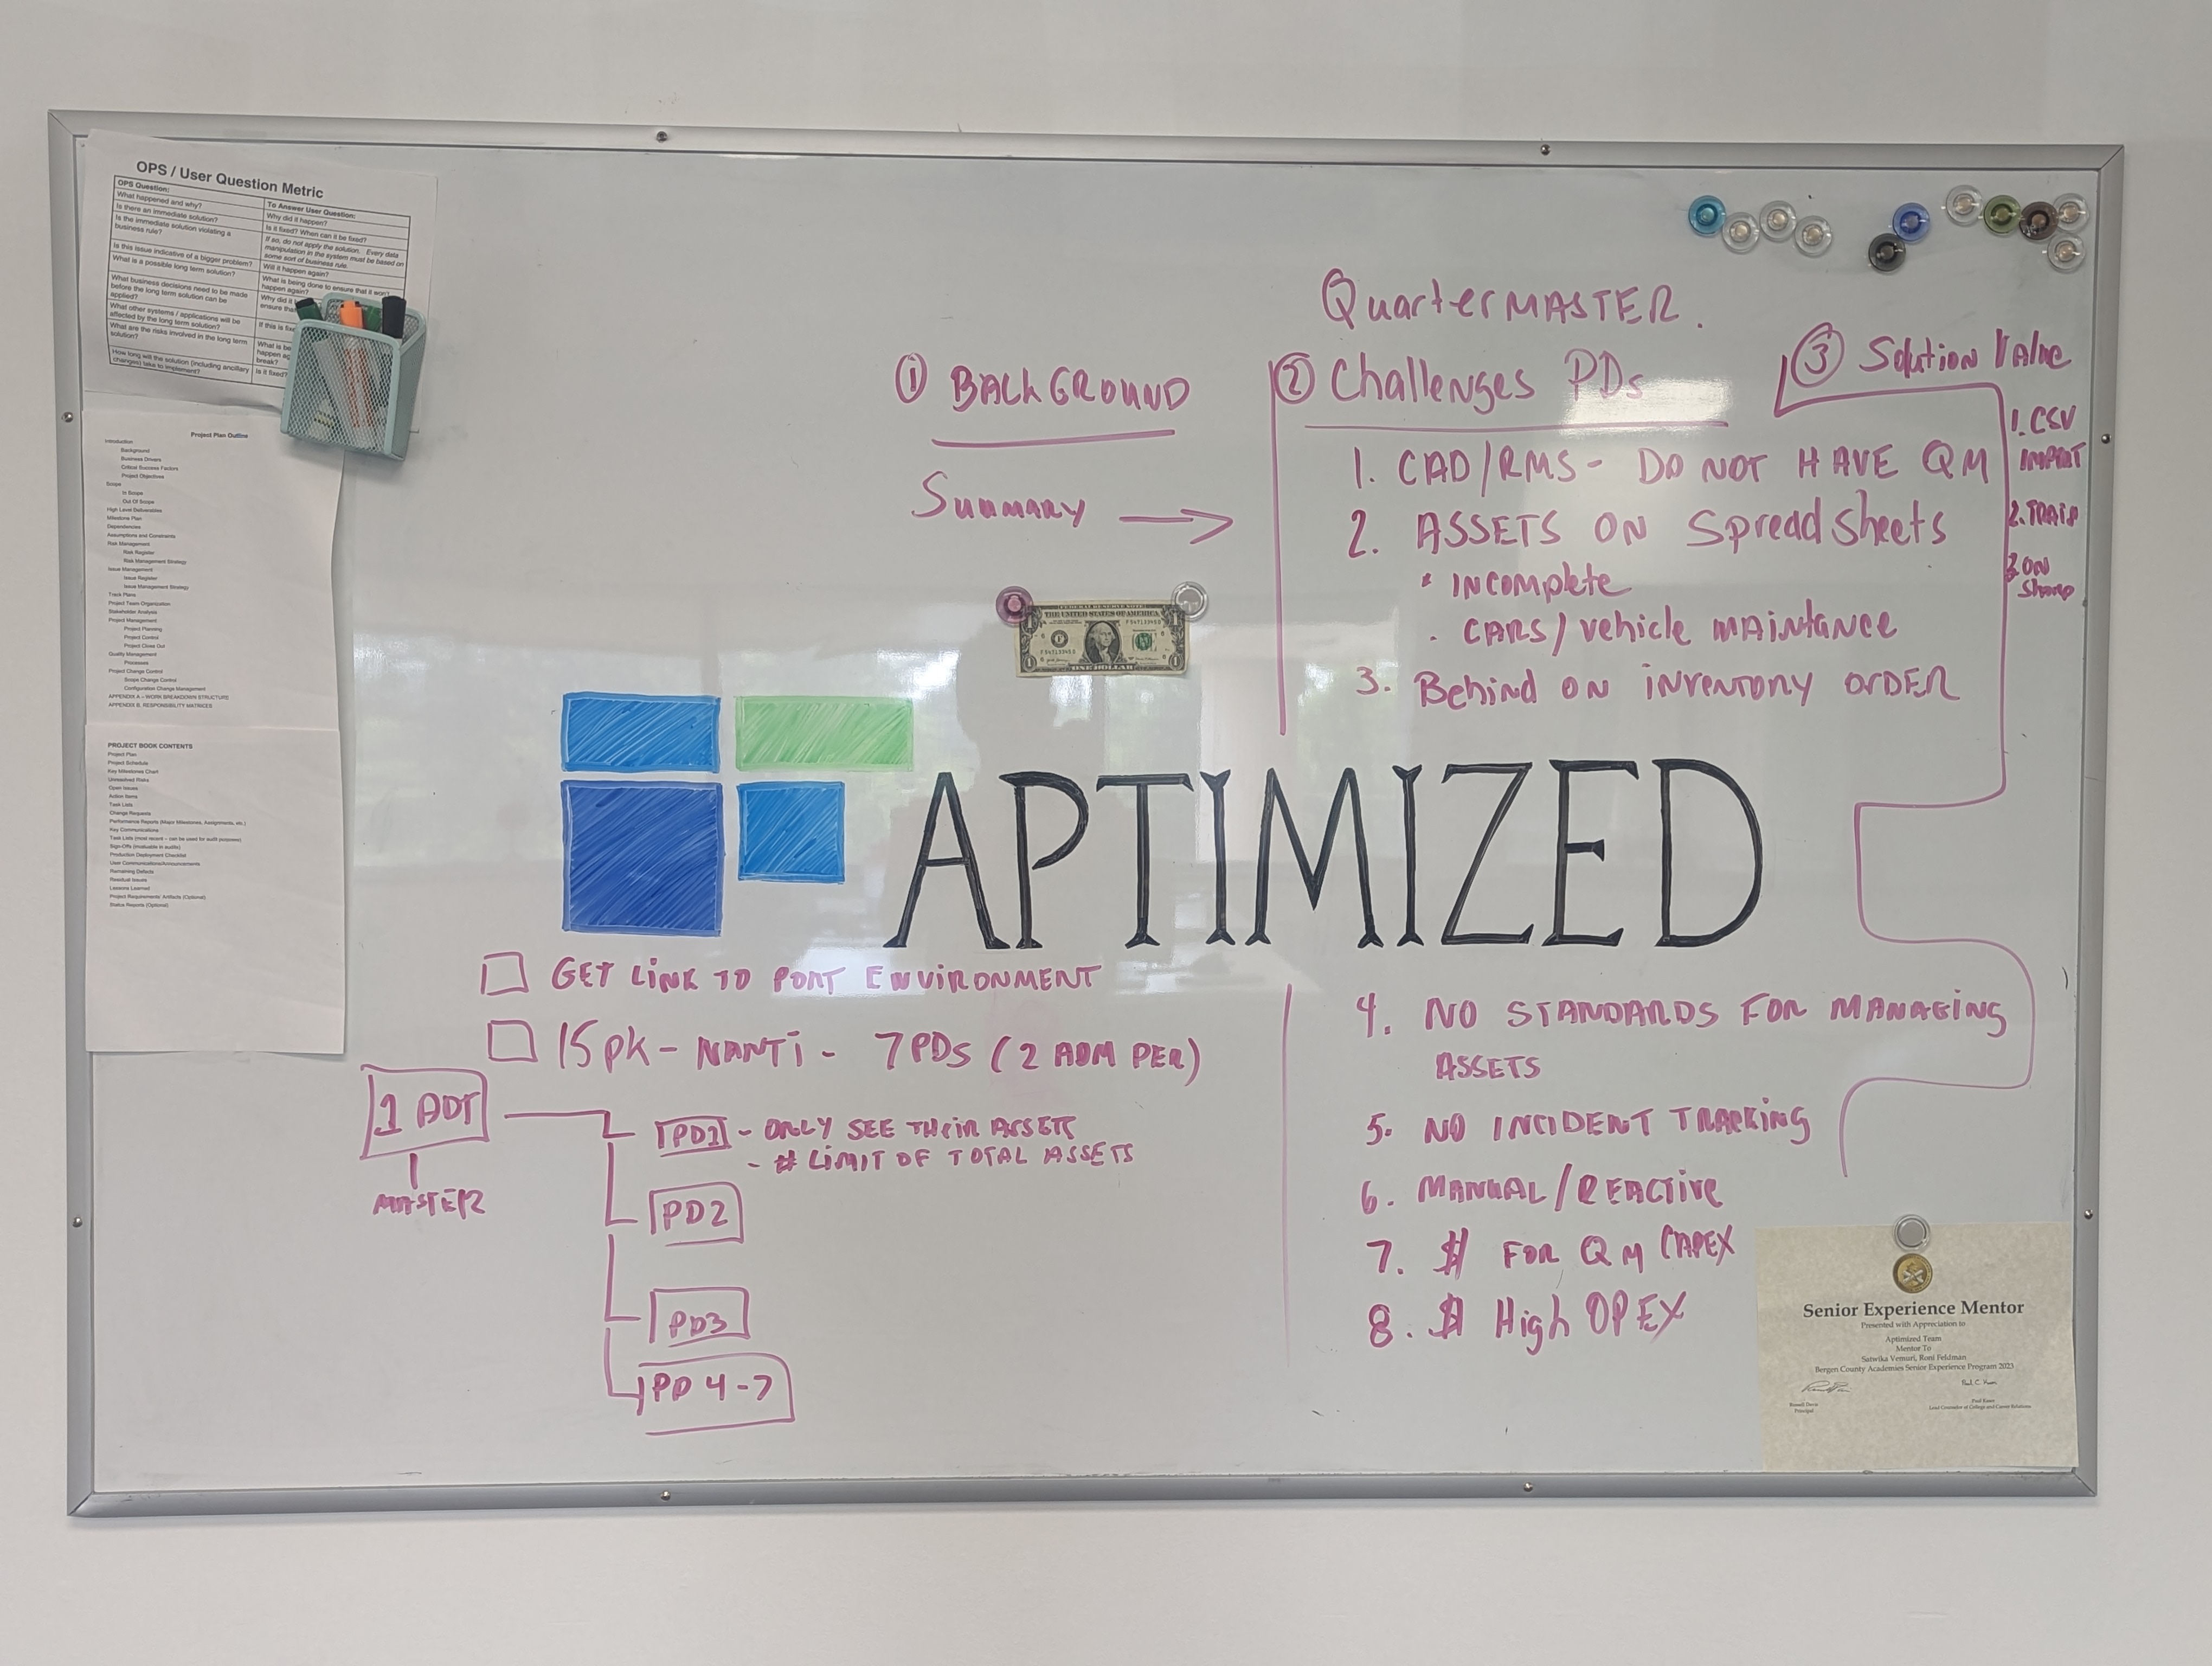 OPS / User Question Metric
OPS Question:
To Answer User Question:
What happened and why?
Why did it happen?
Is there an immediate solution?
Is it fixed? When can it be fixed?
Is the immediate solution violating a
business rule?
If so, do not apply the solution. Every data
manipulation in the system must be based on
some sort of business rule.
Is this issue indicative of a bigger problem?
Will it happen again?
What is a possible long term solution?
What is being done to ensure that it won't
happen again?
What business decisions need to be made
before the long term solution can be
applied?
Why did it
ensure
What other systems / applications will be
affected by the long term solution?
If this is
What are the risks involved in the long term
solution?
What is
happen
break?
How long will the solution (including ancillary
changes) take to implement?
Is it fixed?
Project Plan Outline
Introduction
Background
Business Drivers
Critical Success Factors
Project Objectives
Scope
In Scope
Out Of Scope
High Level Deliverables
Milestone Plan
Dependencies
Assumptions and Constraints
Risk Management
Risk Register
Risk Management Strategy
Issue Management
Issue Register
Issue Management Strategy
Track Plans
Project Team Organization
Stakeholder Analysis
Project Management
Project Planning
Project Control
Project Close Out
Quality Management
Processes
Project Change Control
Scope Change Control
Configuration Change Management
APPENDIX A - WORK BREAKDOWN STRUCTURE
APPENDIX B. RESPONSIBILITY MATRICES
PROJECT BOOK CONTENTS
Project Plan
Project Schedule
Key Milestones Chart
Unresolved Risks
Open Issues
Action Items
Task Lists
Change Requests
Performance Reports (Major Milestones, Assignments, etc.)
Key Communications
Task Lists (most recent - can be used for audit purposes)
Sign-Offs (invaluable in audits)
Production Deployment Checklist
User Communications/Announcements
Remaining Defects
Residual Issues
Lessons Learned
Project Requirements' Artifacts (Optional)
Status Reports (Optional)
QuarterMASTER.
① BACKGROUND
Summary →
② Challenges PDs
1. CAD/RMS - DO NOT HAVE QM
2. ASSETS ON SpreadSheets
• INComplete
• CARS/vehicle MAINtANce
3. Behind ON iNVENTORY OrDER
③ Solution Value
1. CSV
IMPORT
2. TRAIN
3. ON
FEDERAL RESERVE NOTE
THE UNITED STATES OF AMERICA
ONE DOLLAR
APTIMIZED
GET LiNK TO PORT ENViRONMENT
15pk - NANTi - 7PDs (2 ADM PER)
1 ADT
MASTER
PD1 - ONLY SEE THEiR ASSETS
- # LiMIT OF TOTAL ASSETS
PD2
PD3
PD 4-7
4. NO STANDARDS FOR MANAGiNG
ASSETS
5. NO INCIDENT TRACKiNG
6. MANUAL/REACTiVE
7. $ FOR QM CAPEX
8. $ High OPEX
Senior Experience Mentor
Presented with Appreciation to
Aptimized Team
Mentor To
Satwika Vemuri, Roni Feldman
Bergen County Academies Senior Experience Program 2023
Russell Davis
Principal
Lead Counselor of College and Career Relations